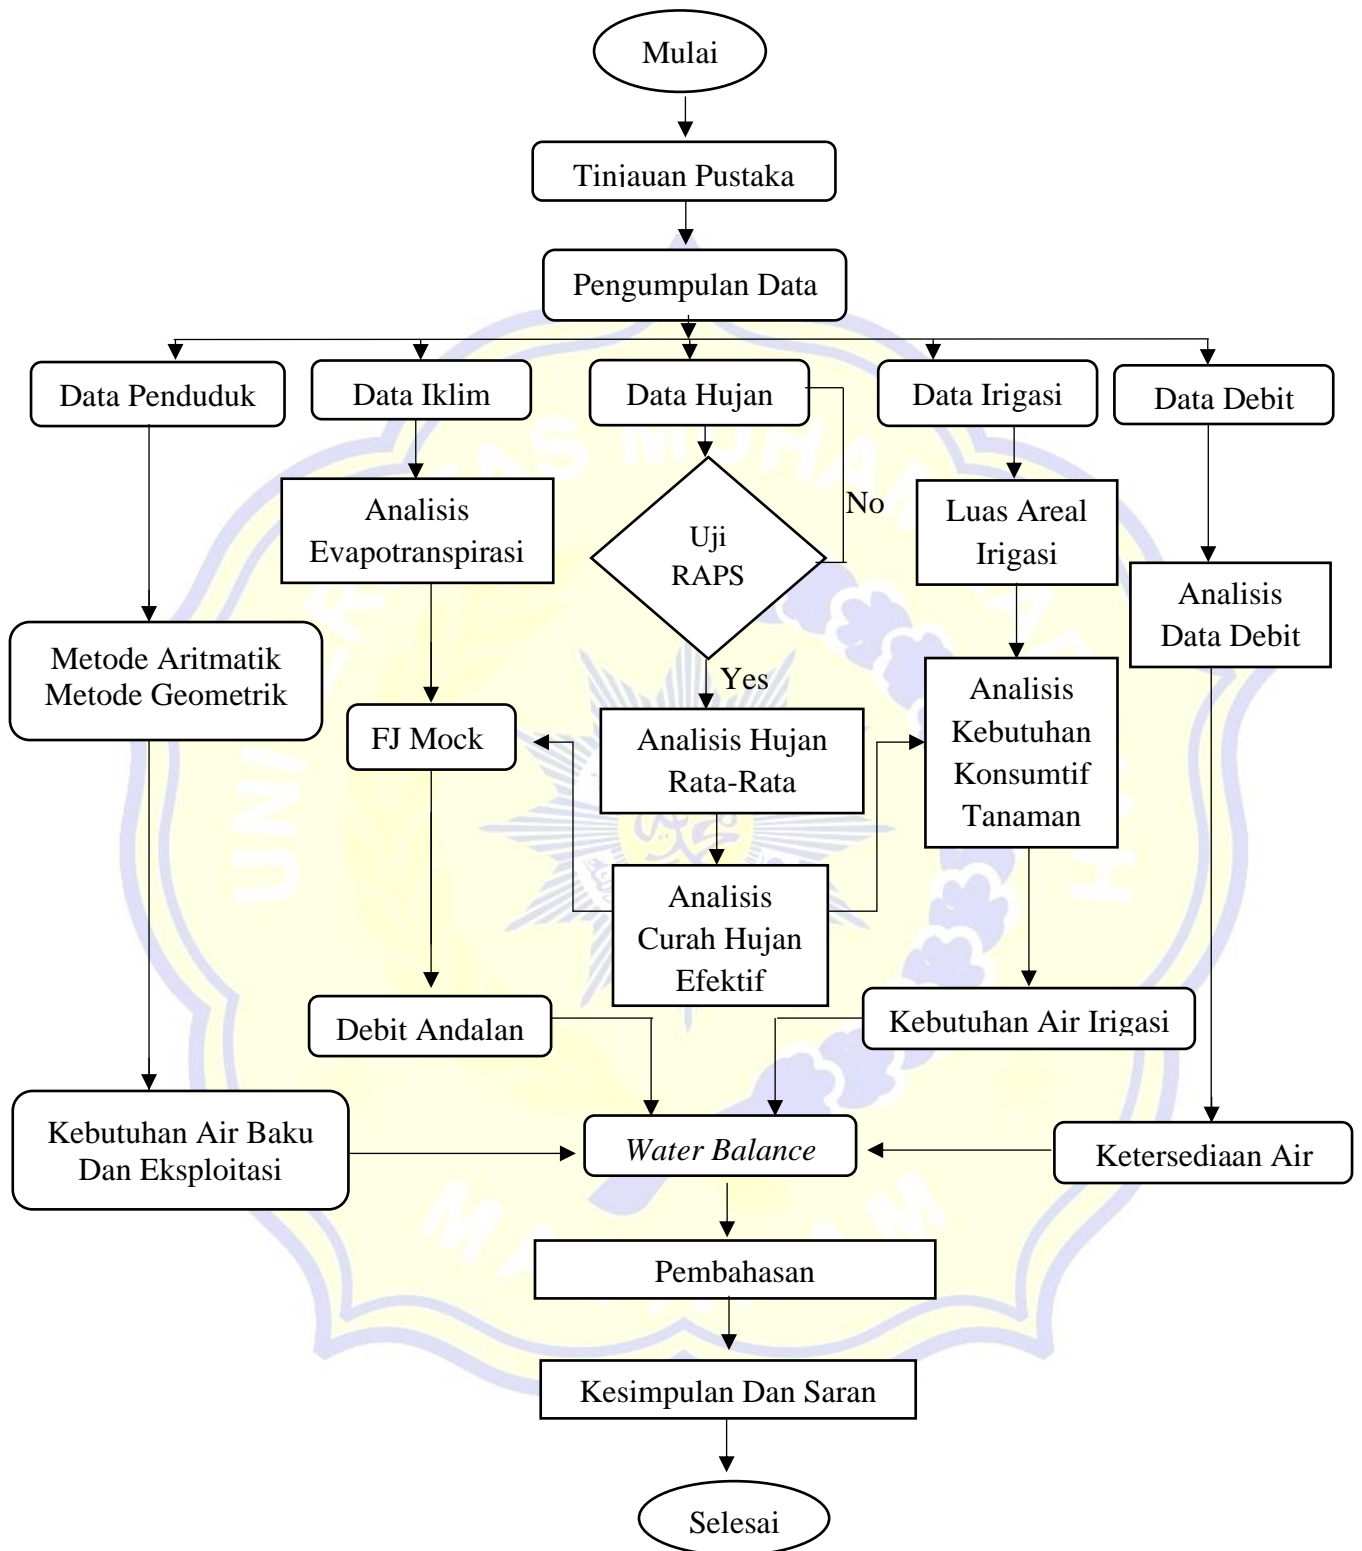 Mulai
Tinjauan Pustaka
Pengumpulan Data
Data Penduduk
Data Iklim
Data Hujan
Data Irigasi
Data Debit
Analisis
Evapotranspirasi
Uji
RAPS
No
Luas Areal
Irigasi
Analisis
Data Debit
Metode Aritmatik
Metode Geometrik
Yes
FJ Mock
Analisis Hujan
Rata-Rata
Analisis
Kebutuhan
Konsumtif
Tanaman
Analisis
Curah Hujan
Efektif
Debit Andalan
Kebutuhan Air Irigasi
Kebutuhan Air Baku
Dan Eksploitasi
Water Balance
Ketersediaan Air
Pembahasan
Kesimpulan Dan Saran
Selesai
UNIVERSITAS MUHAMMADIYAH
MATARAM